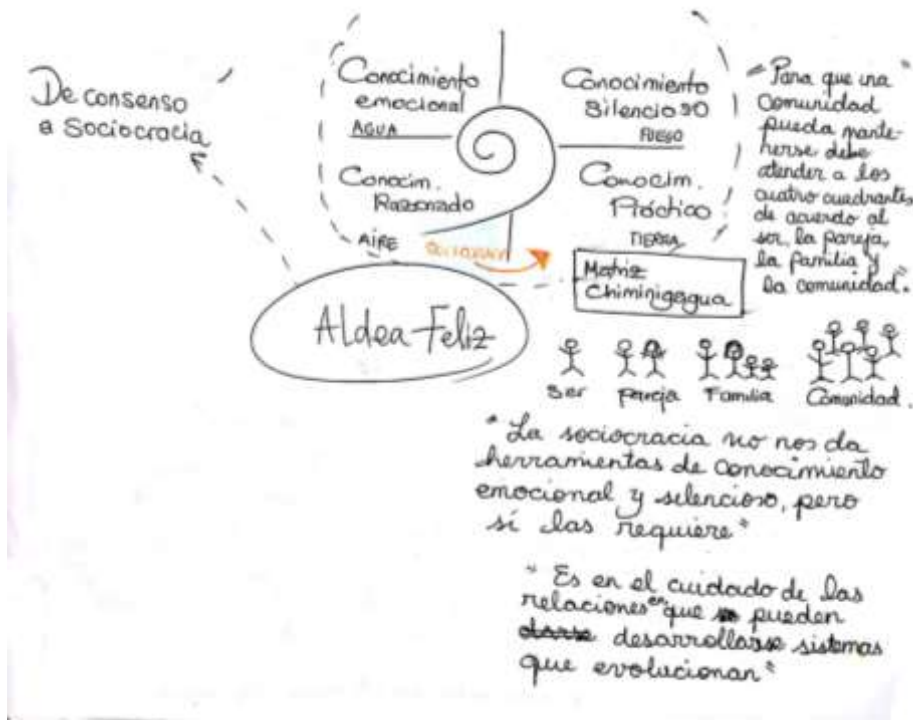 De consenso
a Sociocracia
Conocimiento
emocional
AGUA
Conocimiento
Silencioso
FUEGO
Conocim.
Razonado
AIRE
Conocim.
Práctico
TIERRA
Matriz
Chiminigagua
Aldea Feliz
"Para que una
Comunidad
pueda mante-
nerse debe
atender a los
cuatro cuadrantes
de acuerdo al
ser, la pareja,
la familia y
la comunidad".
Ser
pareja
Familia
Comunidad.
"La sociocracia no nos da
herramientas de conocimiento
emocional y silencioso, pero
sí las requiere"
"Es en el cuidado de las
relaciones en que pueden
darse desarrollarse sistemas
que evolucionan"